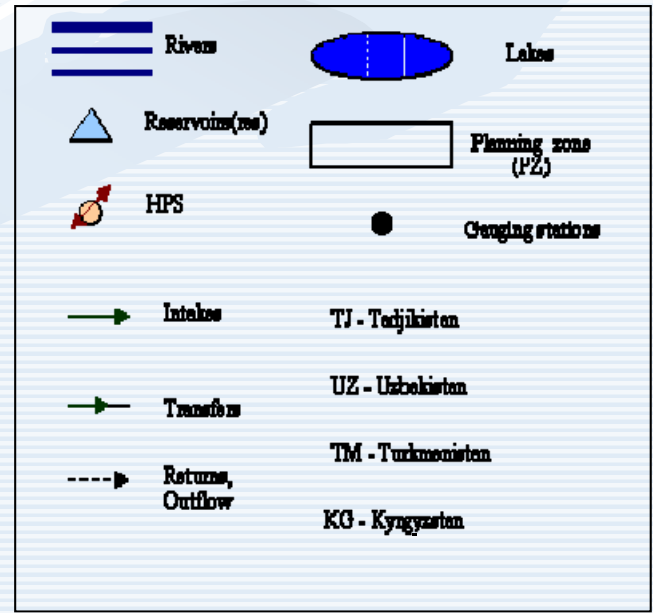 Rivers
Lakes
Reservoirs(res)
Planning zone
(PZ)
HPS
Gauging stations
Intakes
TJ - Tadjikistan
UZ - Uzbekistan
Transfers
TM - Turkmenistan
Returns,
Outflow
KG - Kyrgyzstan